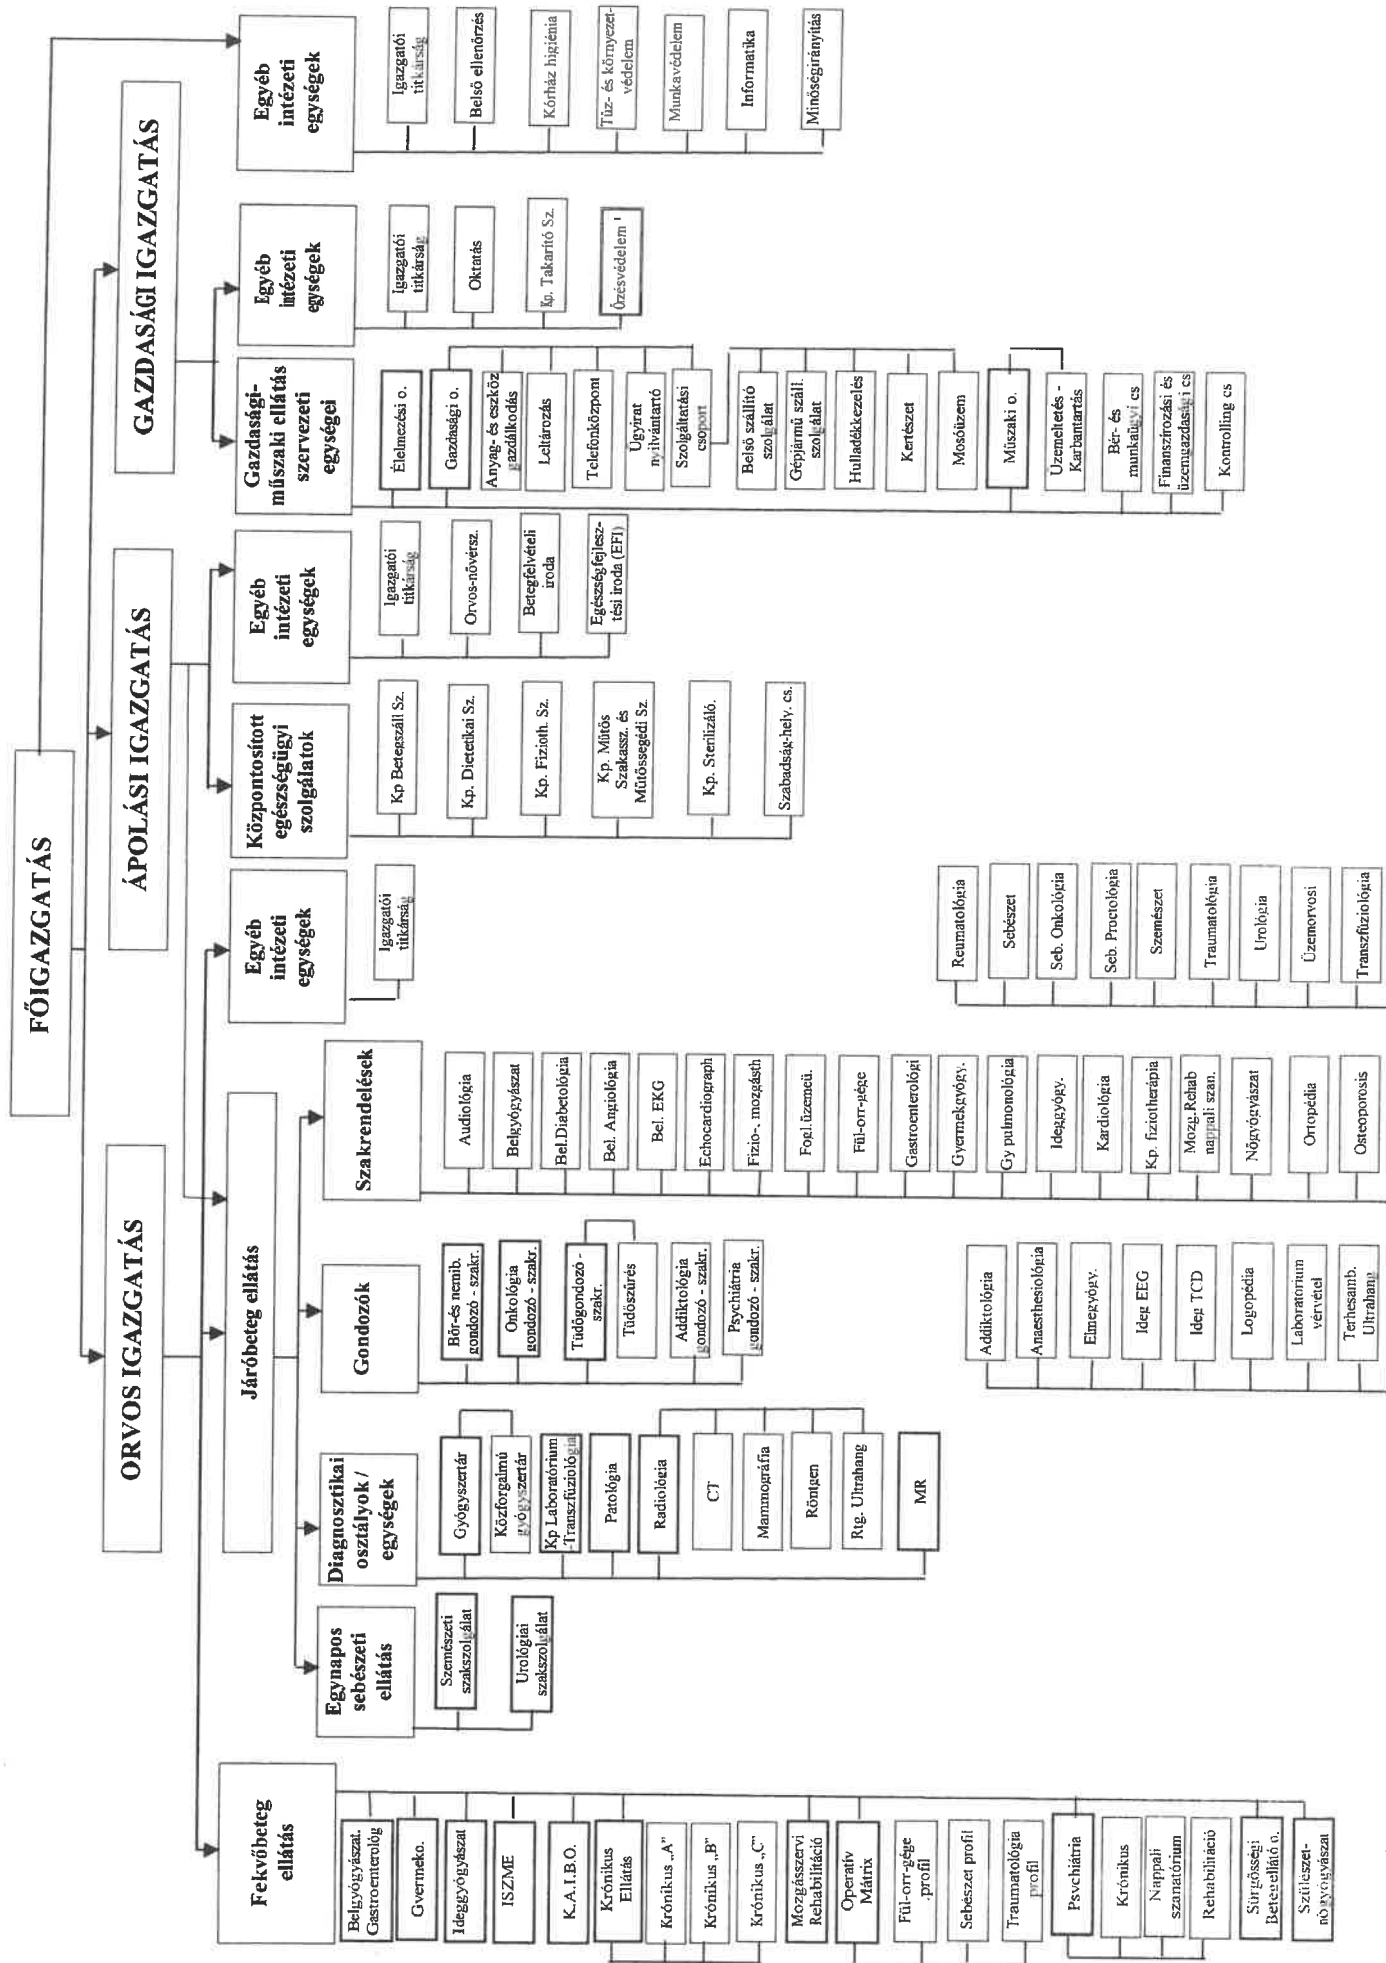 FŐIGAZGATÁS
ORVOS IGAZGATÁS
ÁPOLÁSI IGAZGATÁS
GAZDASÁGI IGAZGATÁS
Fekvőbeteg
ellátás
Járóbeteg ellátás
Egyéb
intézeti
egységek
Központosított
egészségügyi
szolgálatok
Egyéb
intézeti
egységek
Gazdasági-
műszaki ellátás
szervezeti
egységei
Egyéb
intézeti
egységek
Egyéb
intézeti
egységek
Egynapos
sebészeti
ellátás
Diagnosztikai
osztályok /
egységek
Gondozók
Szakrendelések
Belgyógyászat.
Gastroenterológ
Gyermeko.
Ideggyógyászat
ISZME
K.A.I.B.O.
Krónikus
Ellátás
Krónikus „A”
Krónikus „B”
Krónikus „C”
Mozgásszervi
Rehabilitáció
Operatív
Mátrix
Fül-orr-gége
.profil
Sebészet profil
Traumatológia
profil
Psychiátria
Krónikus
Nappali
szanatórium
Rehabilitáció
Sürgősségi
Betegellátó o.
Szülészet-
nőgyógyászat
Szemészeti
szakszolgálat
Urológiai
szakszolgálat
Gyógyszertár
Közforgalmú
gyógyszertár
Kp Laboratórium
-Transzfúziológia
Patológia
Radiológia
CT
Mammográfia
Röntgen
Rtg. Ultrahang
MR
Bőr-és nemib.
gondozó - szakr.
Onkológia
gondozó - szakr.
Tüdőgondozó -
szakr.
Tüdőszűrés
Addiktológia
gondozó - szakr.
Psychiátria
gondozó - szakr.
Addiktológia
Anaesthesiológia
Elmegyógy.
Ideg EEG
Ideg TCD
Logopédia
Laboratorium
vérvétel
Terhesamb.
Ultrahang
Audiológia
Belgyógyászat
Bel.Diabetológia
Bel. Angiológia
Bel. EKG
Echocardiograph
Fizio-. mozgásth
Fogl.üzemeü.
Fül-orr-gége
Gastroenterológi
Gyermekgyógy.
Gy pulmonológia
Ideggyógy.
Kardiológia
Kp. fiziotherápia
Mozg.Rehab
nappali szan.
Nőgyógyászat
Ortopédia
Osteoporosis
Reumatológia
Sebészet
Seb. Onkológia
Seb. Proctológia
Szemészet
Traumatológia
Urológia
Üzemorvosi
Transzfúziológia
Igazgatói
titkárság
Kp Betegszáll Sz.
Kp. Dietetikai Sz.
Kp. Fizioth. Sz.
Kp. Műtős
Szakassz. és
Műtőssegédi Sz.
Kp. Sterilizáló.
Szabadság-hely. cs.
Igazgatói
titkárság
Orvos-nővérsz.
Betegfelvételi
iroda
Egészségfejlesz-
tési iroda (EFI)
Élelmezési o.
Gazdasági o.
Anyag- és eszköz
gazdálkodás
Leltározás
Telefonközpont
Ügyirat
nyilvántartó
Szolgáltatási
csoport
Belső szállító
szolgálat
Gépjármű száll.
szolgálat
Hulladékkezelés
Kertészet
Mosóüzem
Műszaki o.
Üzemeltetés -
Karbantartás
Bér- és
munkaügyi cs
Finanszírozási és
üzemgazdasági cs
Kontrolling cs
Igazgatói
titkárság
Oktatás
Kp. Takarító Sz.
Őrzésvédelem
Igazgatói
titkárság
Belső ellenőrzés
Kórház higiénia
Tűz- és környezet-
védelem
Munkavédelem
Informatika
Minőségirányítás